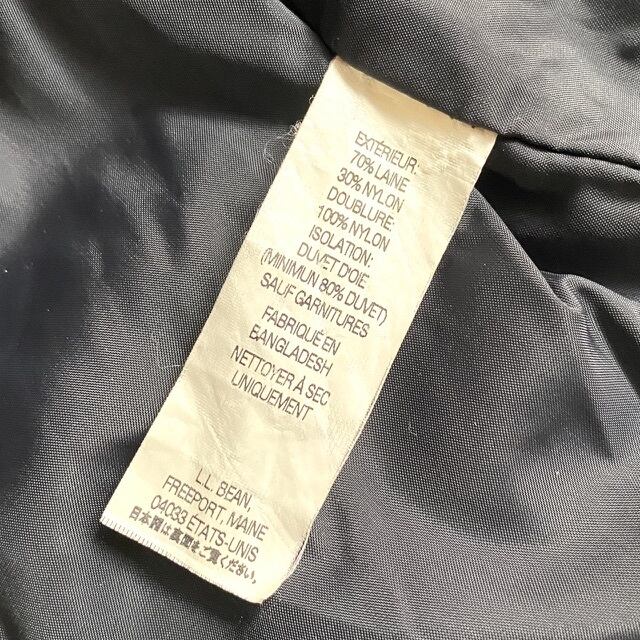 EXTÉRIEUR:
70% LAINE
30% NYLON
DOUBLURE:
100% NYLON
ISOLATION:
DUVET D'OIE
(MINIMUN 80% DUVET)
SAUF GARNITURES
FABRIQUÉ EN
BANGLADESH
NETTOYER À SEC
UNIQUEMENT
L.L. BEAN,
FREEPORT, MAINE
04033 ÉTATS-UNIS
日本関は裏面をご覧ください。